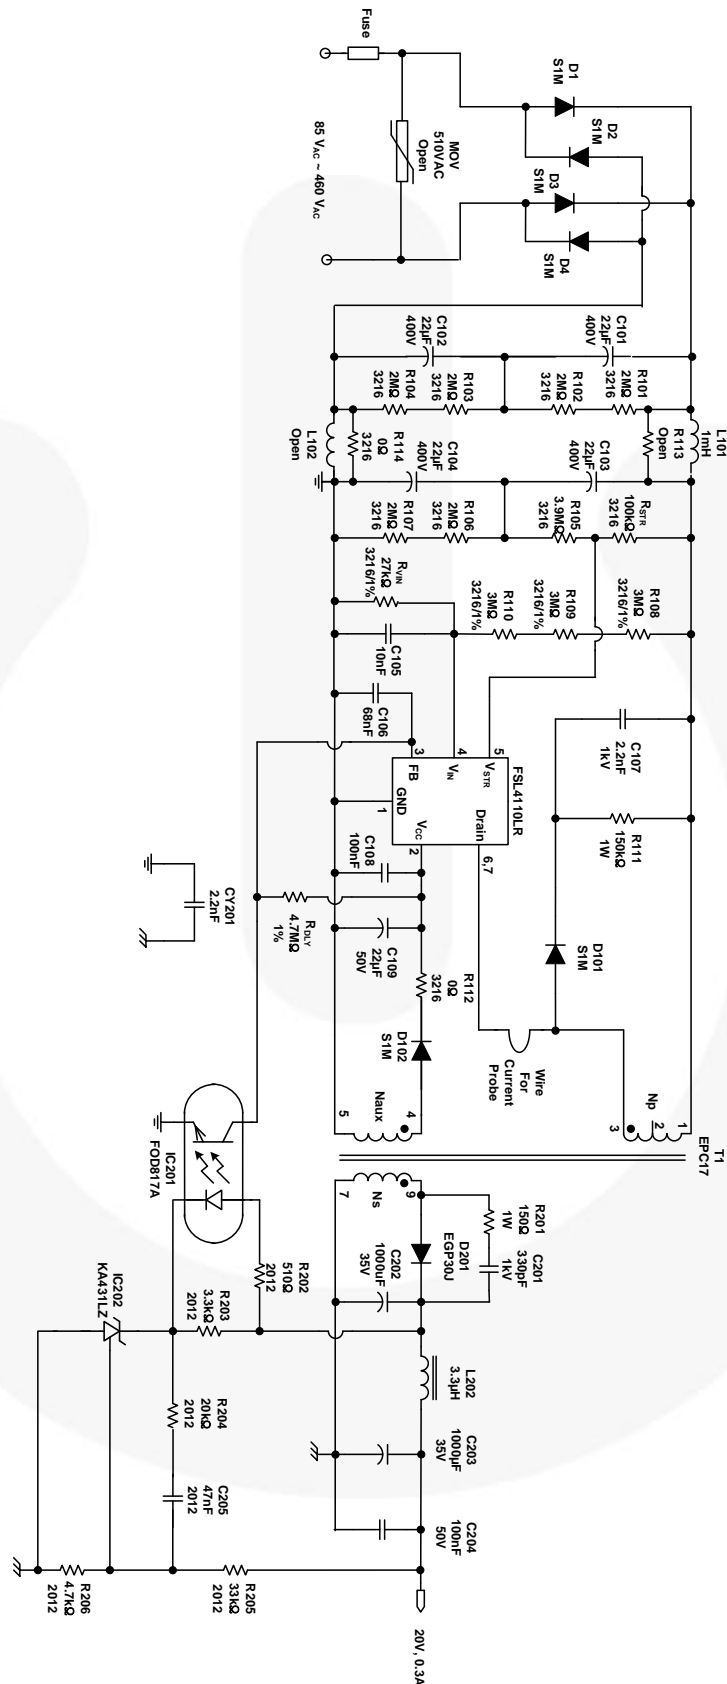 Fuse
85 VAC ~ 460 VAC
MOV
510VAC
Open
D1
S1M
D2
S1M
D3
S1M
D4
S1M
C101
22µF
400V
C102
22µF
400V
R101
2MΩ
3216
R102
2MΩ
3216
R103
2MΩ
3216
R104
2MΩ
3216
L101
1mH
R113
Open
R114
0Ω
3216
L102
Open
C103
22µF
400V
C104
22µF
400V
RSTR
100kΩ
3216
R105
3.9MΩ
3216
R106
2MΩ
3216
R107
2MΩ
3216
R108
3MΩ
3216/1%
R109
3MΩ
3216/1%
R110
3MΩ
3216/1%
RVIN
27kΩ
3216/1%
C105
10nF
C106
68nF
FSL4110LR
5
VSTR
4
VIN
3
FB
GND
1
Drain
6,7
VCC
2
C107
2.2nF
1kV
R111
150kΩ
1W
D101
S1M
C108
100nF
RDLY
4.7MΩ
1%
C109
22µF
50V
R112
0Ω
3216
D102
S1M
Wire
For
Current
Probe
CY201
2.2nF
T1
EPC17
Np
1
2
3
Naux
4
5
Ns
9
7
IC201
FOD817A
R201
150Ω
1W
C201
330pF
1kV
D201
EGP30J
C202
1000uF
35V
R202
510Ω
2012
R203
3.3kΩ
2012
IC202
KA431LZ
L202
3.3µH
R204
20kΩ
2012
C203
1000µF
35V
C205
47nF
2012
C204
100nF
50V
R205
33kΩ
2012
R206
4.7kΩ
2012
20V, 0.3A